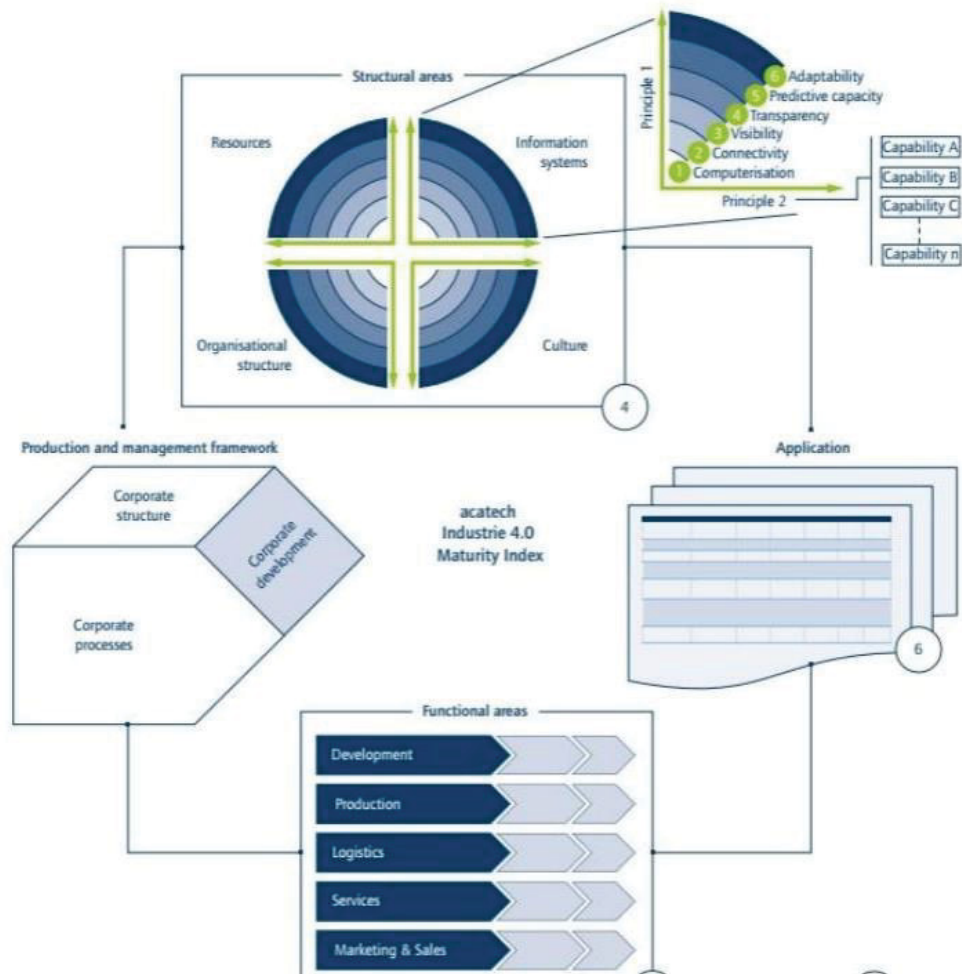 Structural areas
Resources
Information
systems
Organisational
structure
Culture
4
Principle 1
6 Adaptability
5 Predictive capacity
4 Transparency
3 Visibility
2 Connectivity
1 Computerisation
Principle 2
Capability A
Capability B
Capability C
Capability n
Production and management framework
Corporate
structure
Corporate
development
Corporate
processes
acatech
Industrie 4.0
Maturity Index
Application
6
Functional areas
Development
Production
Logistics
Services
Marketing & Sales